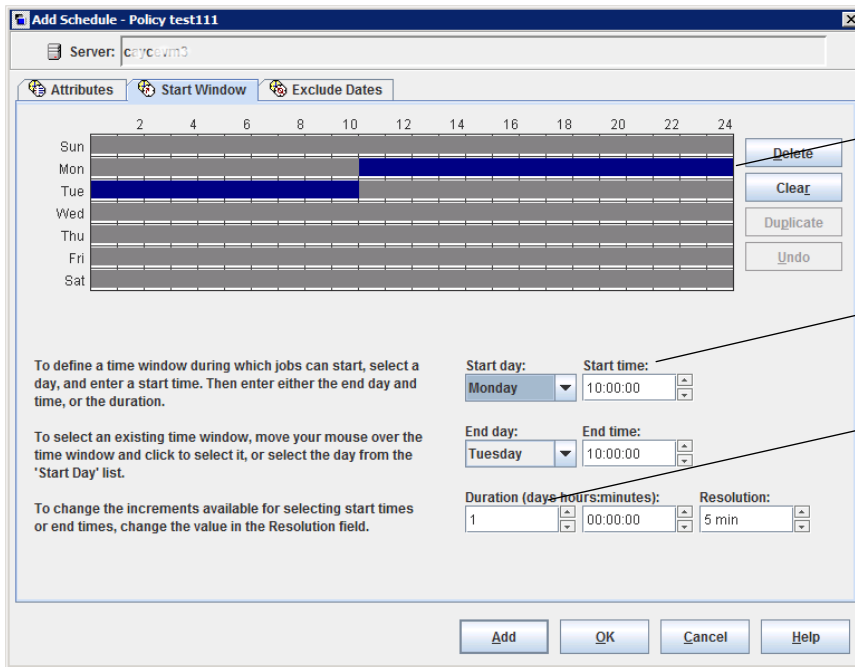 Add Schedule - Policy test111
Server:
Attributes Start Window Exclude Dates
2 4 6 8 10 12 14 16 18 20 22 24
Sun
Mon
Tue
Wed
Thu
Fri
Sat
Delete
Clear
Duplicate
Undo
To define a time window during which jobs can start, select a
day, and enter a start time. Then enter either the end day and
time, or the duration.
To select an existing time window, move your mouse over the
time window and click to select it, or select the day from the
'Start Day' list.
To change the increments available for selecting start times
or end times, change the value in the Resolution field.
Start day: Start time:
Monday 10:00:00
End day: End time:
Tuesday 10:00:00
Duration (days hours:minutes): Resolution:
1 00:00:00 5 min
Add OK Cancel Help